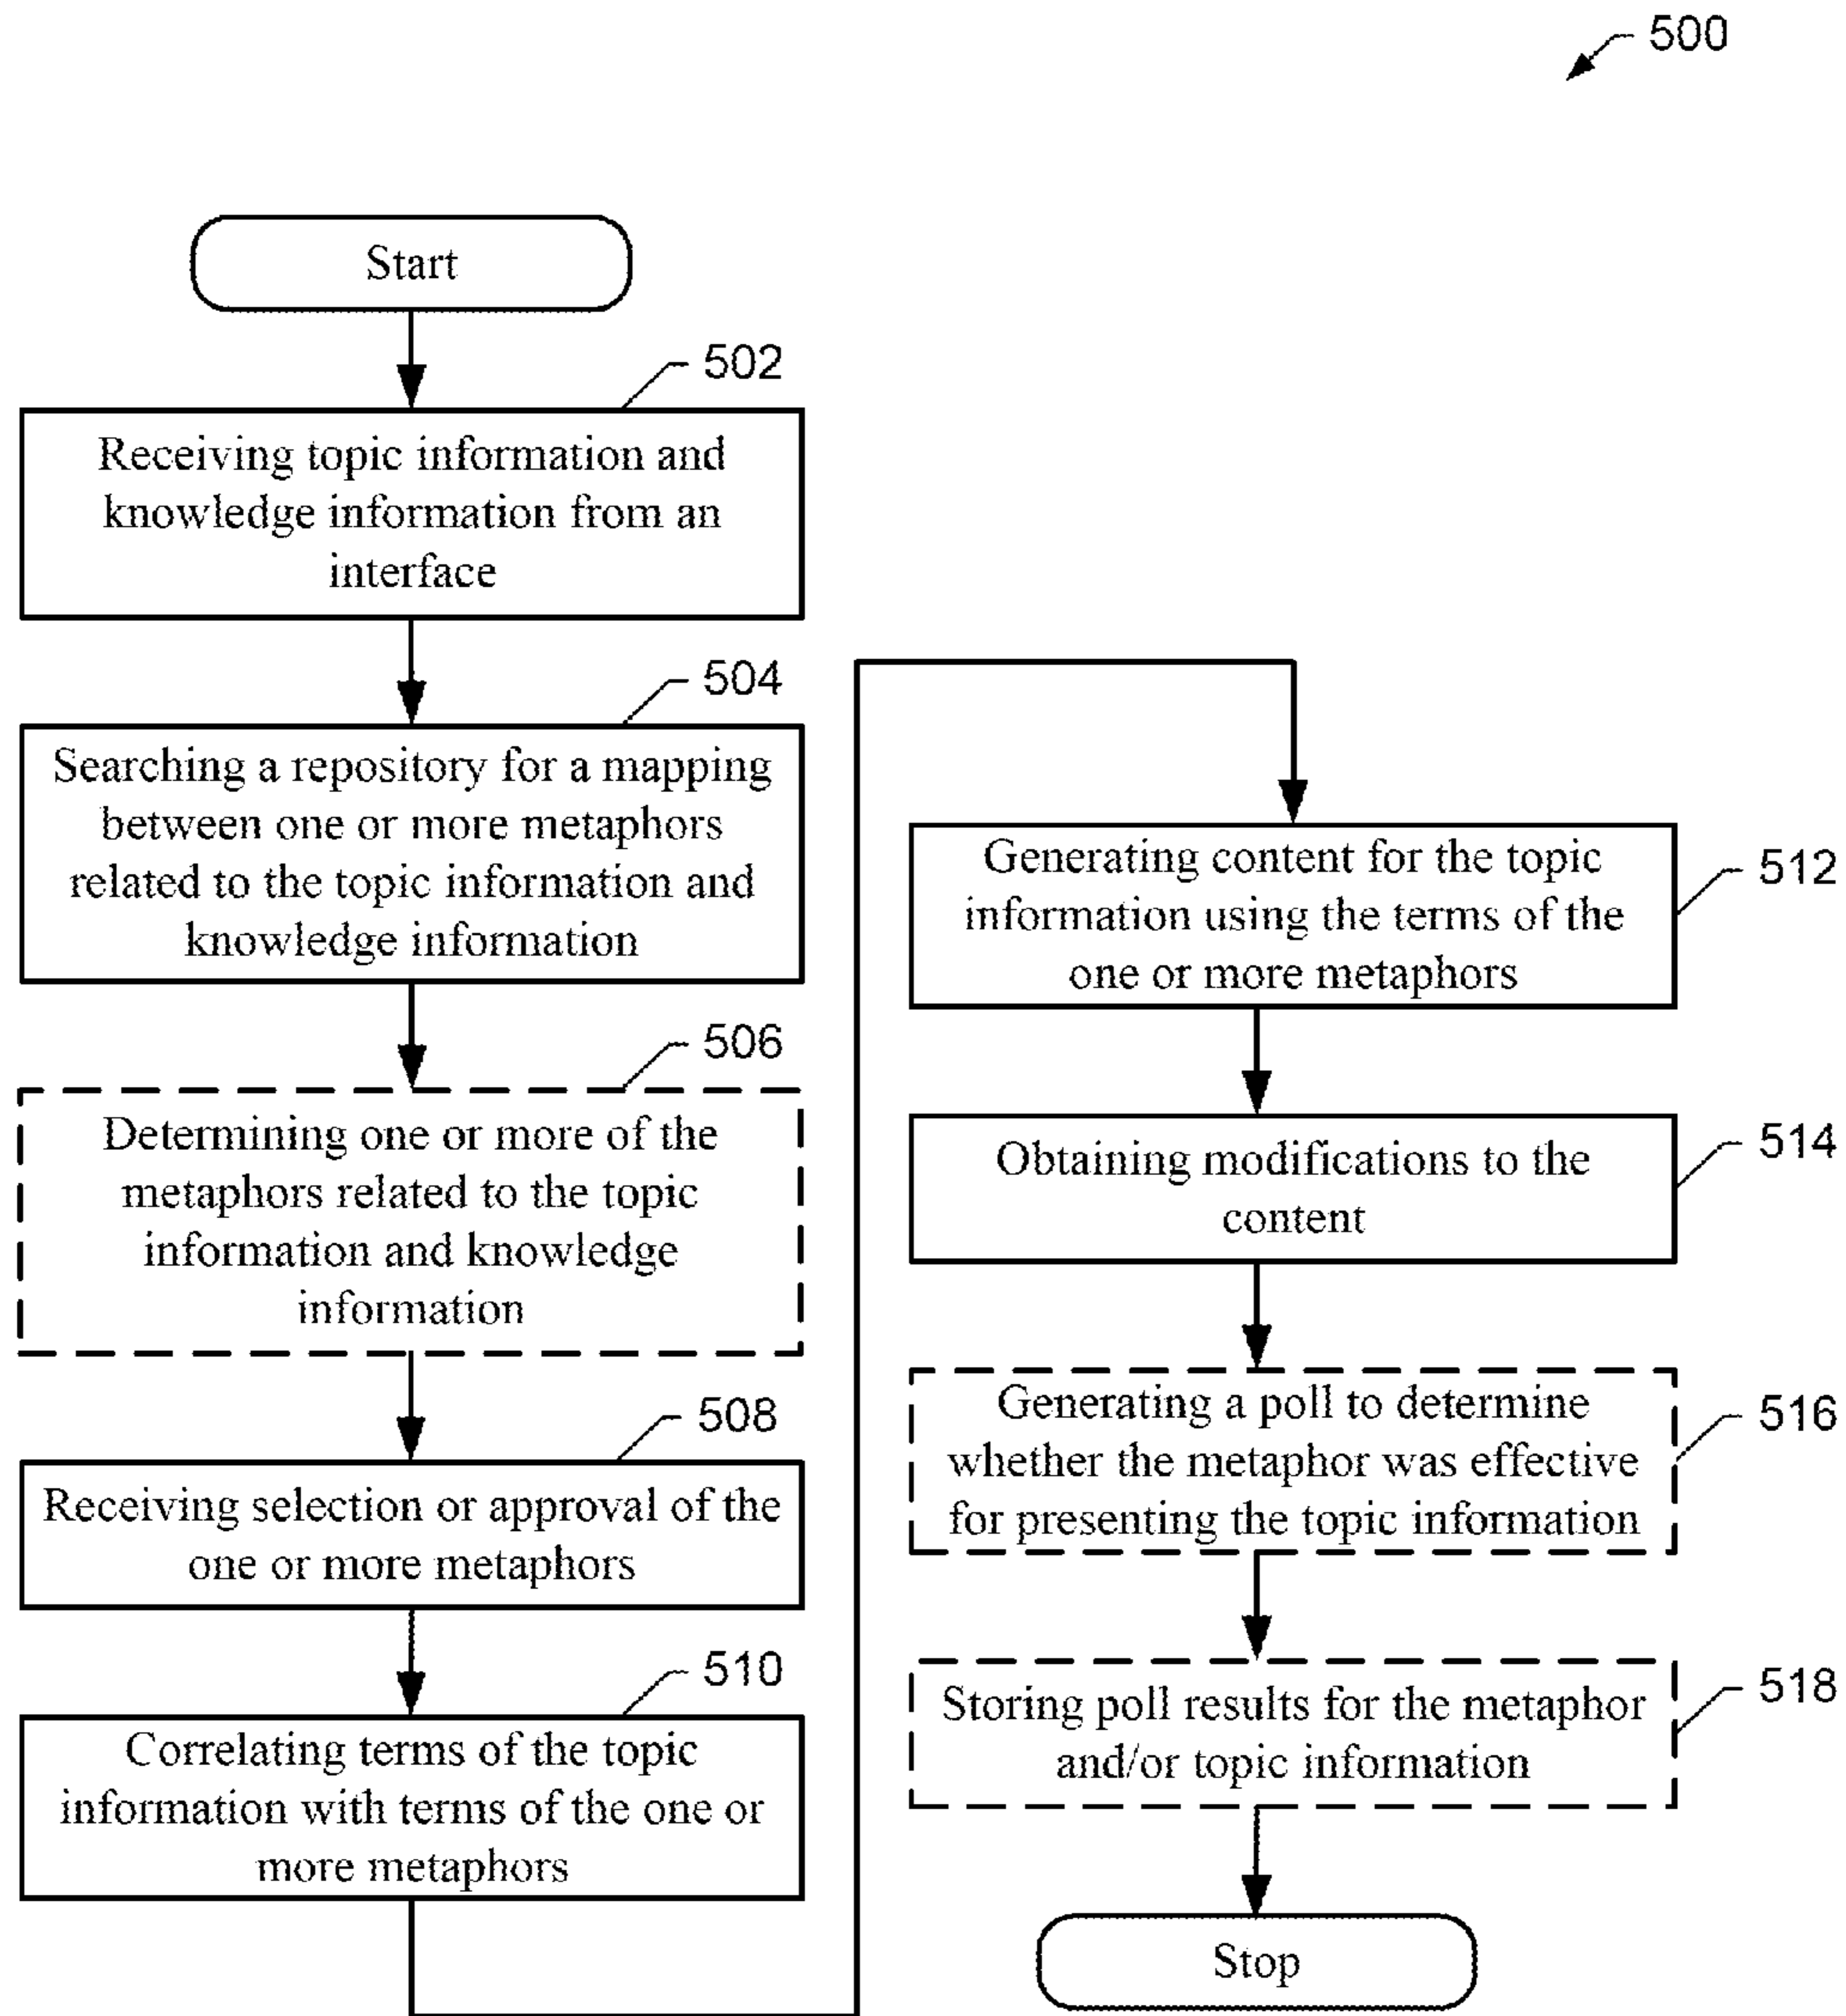 500
Start
502
Receiving topic information and
knowledge information from an
interface
504
Searching a repository for a mapping
between one or more metaphors
related to the topic information and
knowledge information
506
Determining one or more of the
metaphors related to the topic
information and knowledge
information
508
Receiving selection or approval of the
one or more metaphors
510
Correlating terms of the topic
information with terms of the one or
more metaphors
512
Generating content for the topic
information using the terms of the
one or more metaphors
514
Obtaining modifications to the
content
516
Generating a poll to determine
whether the metaphor was effective
for presenting the topic information
518
Storing poll results for the metaphor
and/or topic information
Stop